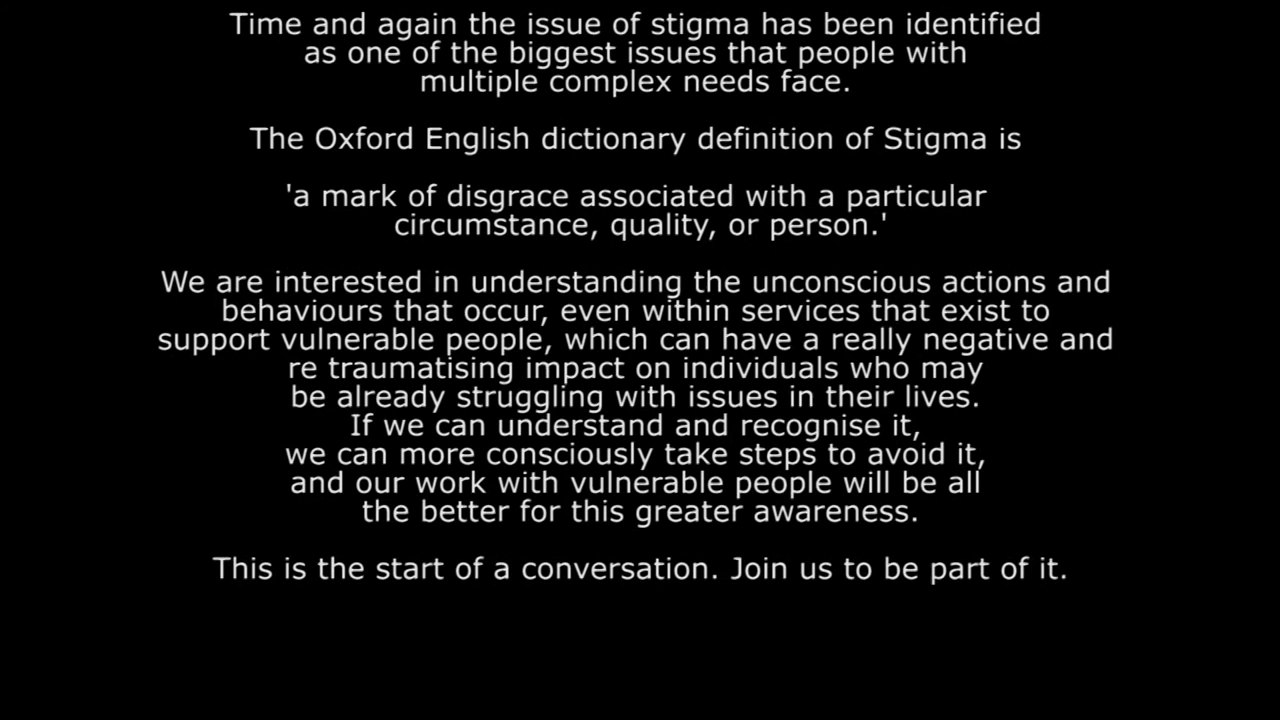 Time and again the issue of stigma has been identified
as one of the biggest issues that people with
multiple complex needs face.
The Oxford English dictionary definition of Stigma is
'a mark of disgrace associated with a particular
circumstance, quality, or person.'
We are interested in understanding the unconscious actions and
behaviours that occur, even within services that exist to
support vulnerable people, which can have a really negative and
re traumatising impact on individuals who may
be already struggling with issues in their lives.
If we can understand and recognise it,
we can more consciously take steps to avoid it,
and our work with vulnerable people will be all
the better for this greater awareness.
This is the start of a conversation. Join us to be part of it.